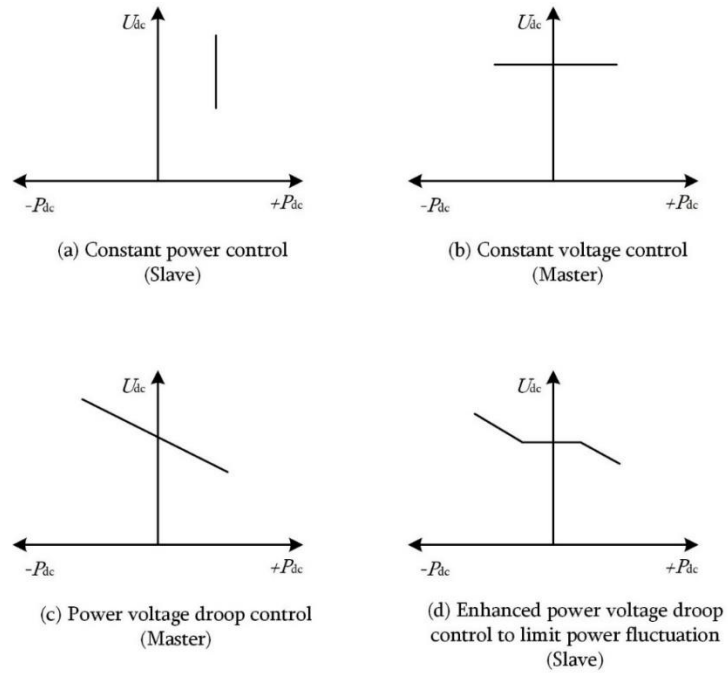 Udc
Udc
-Pdc
+Pdc
-Pdc
+Pdc
(a) Constant power control
(Slave)
(b) Constant voltage control
(Master)
Udc
Udc
-Pdc
+Pdc
-Pdc
+Pdc
(c) Power voltage droop control
(Master)
(d) Enhanced power voltage droop
control to limit power fluctuation
(Slave)